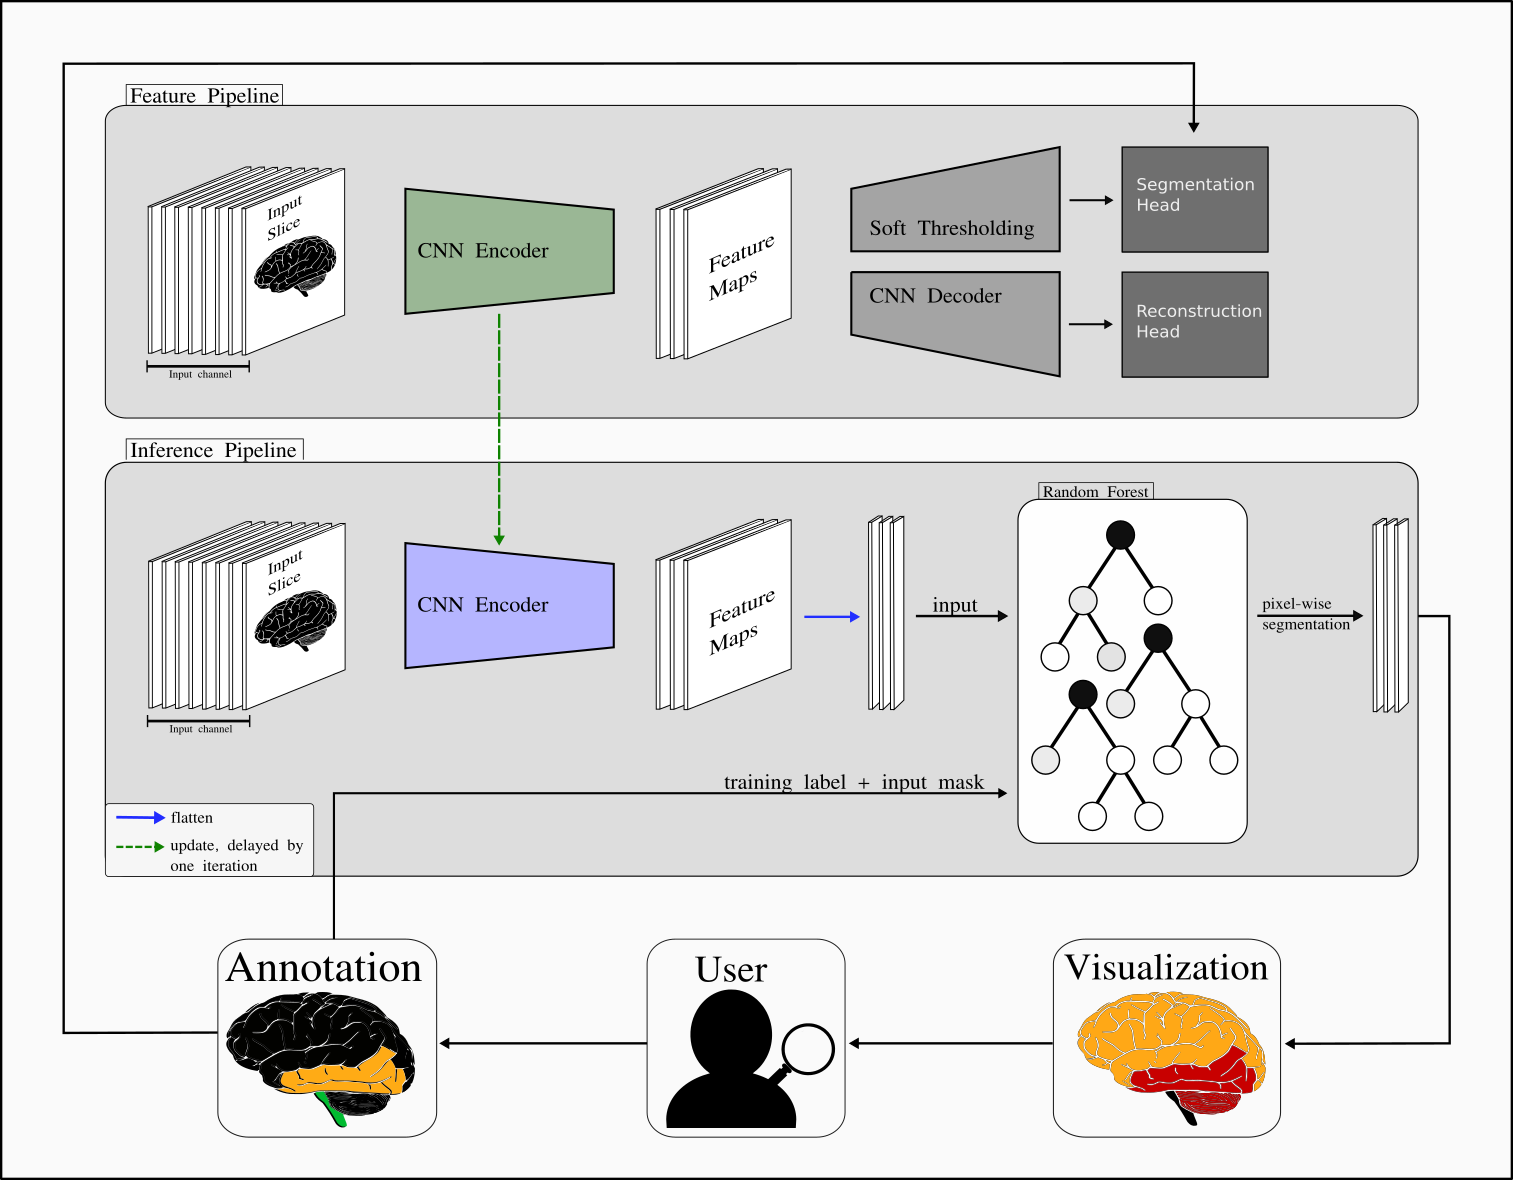 Feature Pipeline
Input
Slice
Input channel
CNN Encoder
Feature
Maps
Soft Thresholding
CNN Decoder
Segmentation
Head
Reconstruction
Head
Inference Pipeline
Input
Slice
Input channel
CNN Encoder
Feature
Maps
input
Random Forest
pixel-wise
segmentation
training label + input mask
flatten
update, delayed by
one iteration
Annotation
User
Visualization